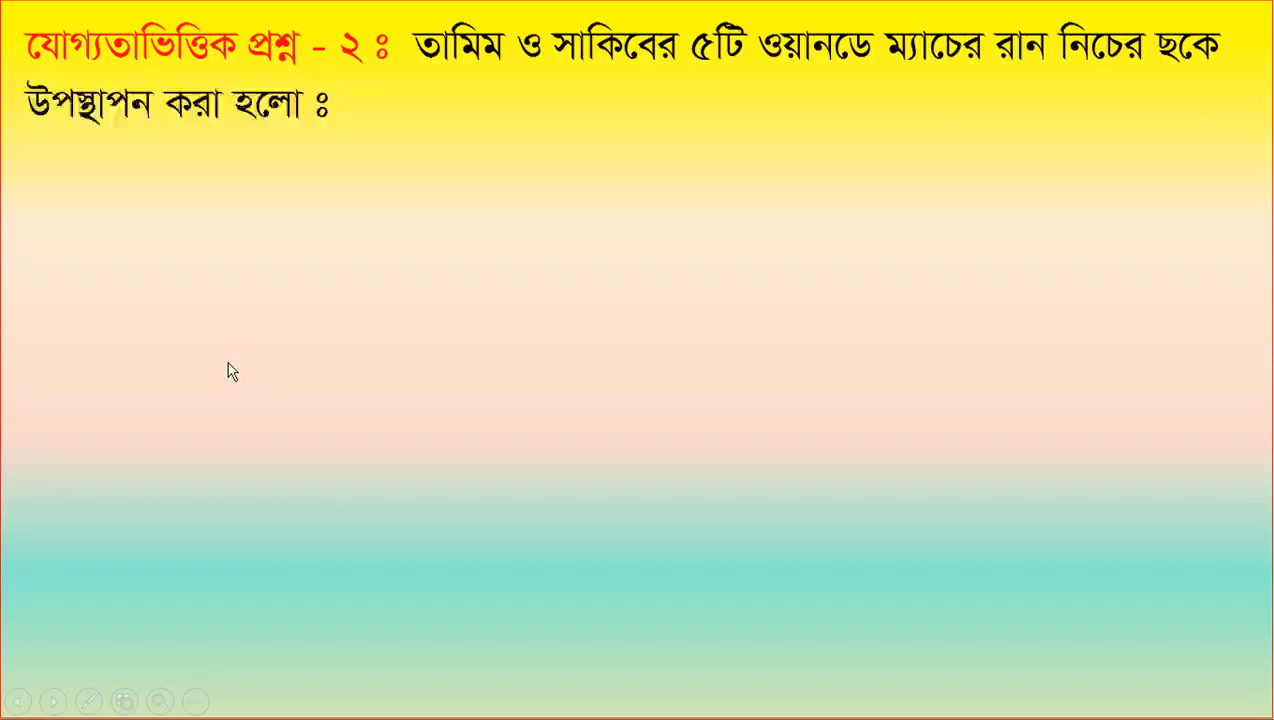 যোগ্যতাভিত্তিক প্রশ্ন - ২ ঃ তামিম ও সাকিবের ৫টি ওয়ানডে ম্যাচের রান নিচের ছকে
উপস্থাপন করা হলো ঃ